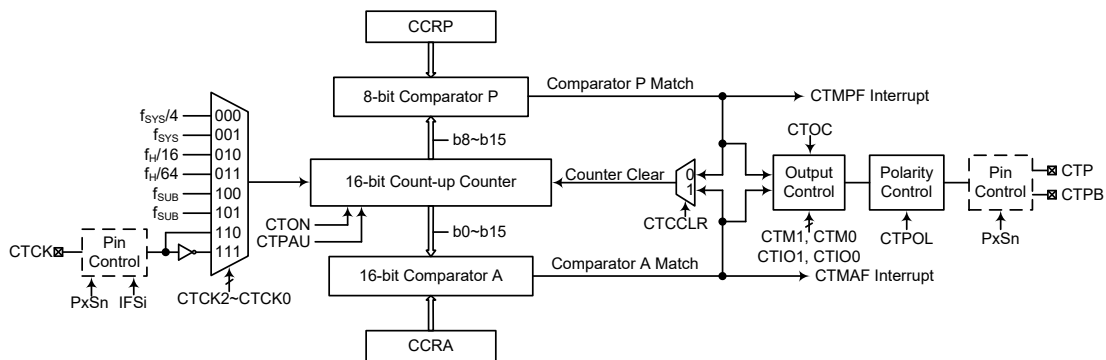 CCRP
8-bit Comparator P
Comparator P Match
CTMPF Interrupt
b8~b15
fSYS/4
fSYS
fH/16
fH/64
fSUB
fSUB
000
001
010
011
100
101
110
111
CTCK
Pin
Control
PxSn
IFSi
CTCK2~CTCK0
16-bit Count-up Counter
CTON
CTPAU
Counter Clear
0
1
CTCCLR
CTOC
Output
Control
CTM1, CTM0
CTIO1, CTIO0
Polarity
Control
CTPOL
Pin
Control
PxSn
CTP
CTPB
b0~b15
16-bit Comparator A
Comparator A Match
CTMAF Interrupt
CCRA